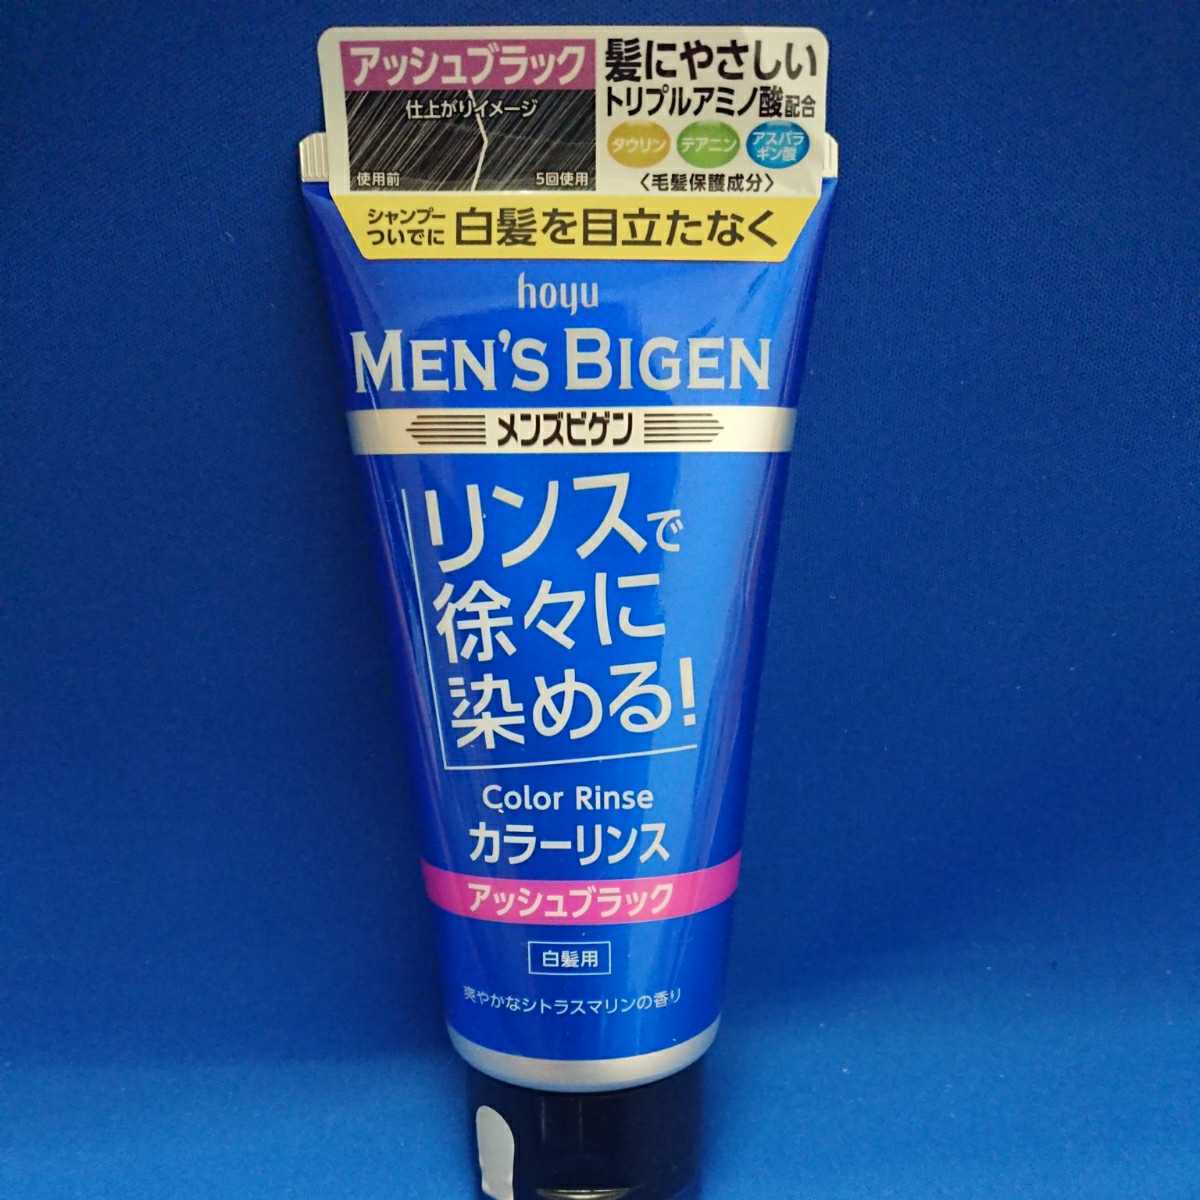 アッシュブラック
仕上がりイメージ
使用前
5回使用
髪にやさしい
トリプルアミノ酸配合
タウリン
テアニン
アスパラ
ギン酸
〈毛髪保護成分〉
シャンプー
ついでに
白髪を目立たなく
hoyu
MEN'S BIGEN
メンズビゲン
リンスで
徐々に
染める!
Color Rinse
カラーリンス
アッシュブラック
白髪用
爽やかなシトラスマリンの香り